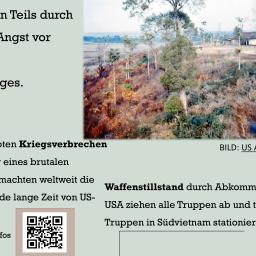 n Teils durch
Angst vor
ges.
BILD: US A
oten Kriegsverbrechen
eines brutalen
machten weltweit die
de lange Zeit von US-
fos
Waffenstillstand durch Abkomm
USA ziehen alle Truppen ab und t
Truppen in Südvietnam stationier